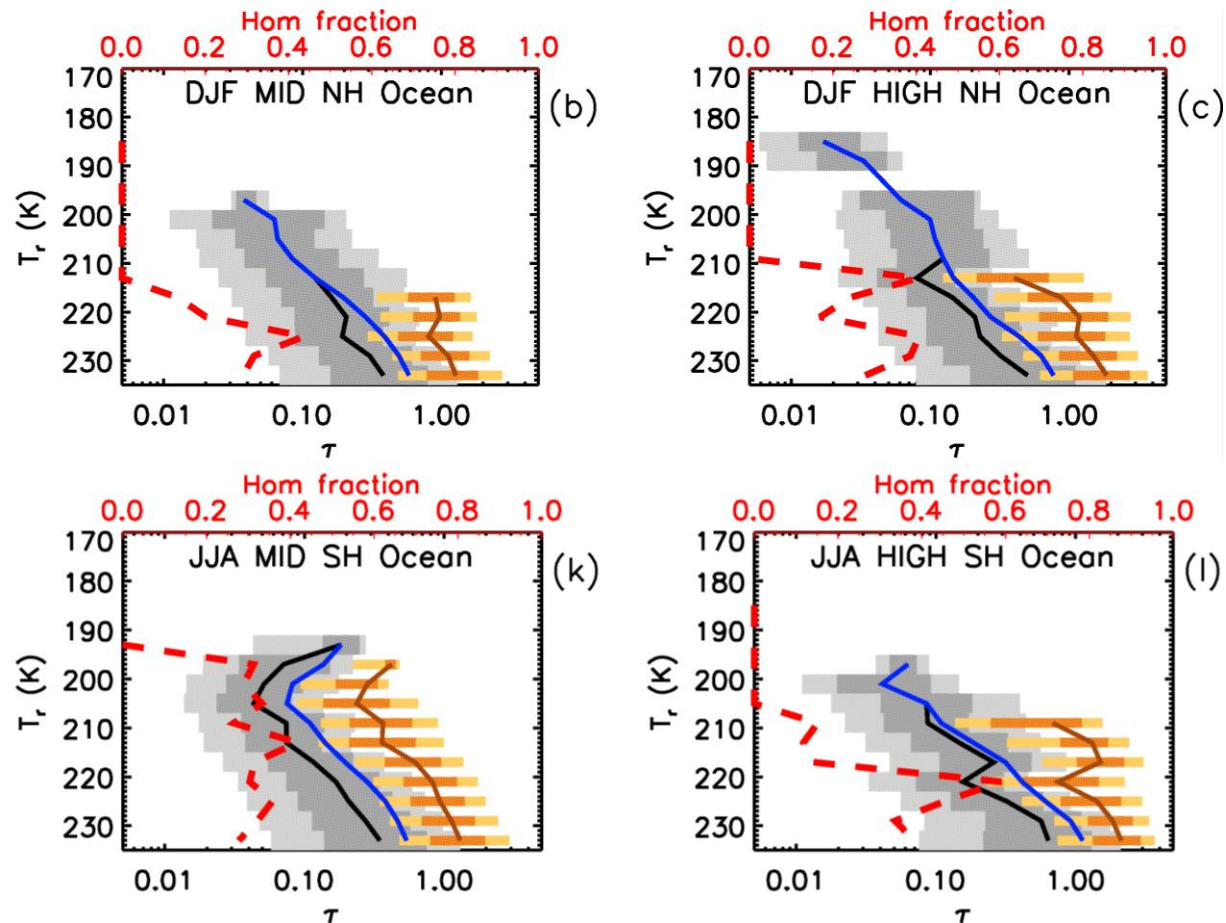 Hom fraction
0.0 0.2 0.4 0.6 0.8 1.0
DJF MID NH Ocean
(b)
170
180
190
200
210
220
230
T_r (K)
0.01 0.10 1.00
τ
Hom fraction
0.0 0.2 0.4 0.6 0.8 1.0
DJF HIGH NH Ocean
(c)
170
180
190
200
210
220
230
T_r (K)
0.01 0.10 1.00
τ
Hom fraction
0.0 0.2 0.4 0.6 0.8 1.0
JJA MID SH Ocean
(k)
170
180
190
200
210
220
230
T_r (K)
0.01 0.10 1.00
τ
Hom fraction
0.0 0.2 0.4 0.6 0.8 1.0
JJA HIGH SH Ocean
(l)
170
180
190
200
210
220
230
T_r (K)
0.01 0.10 1.00
τ